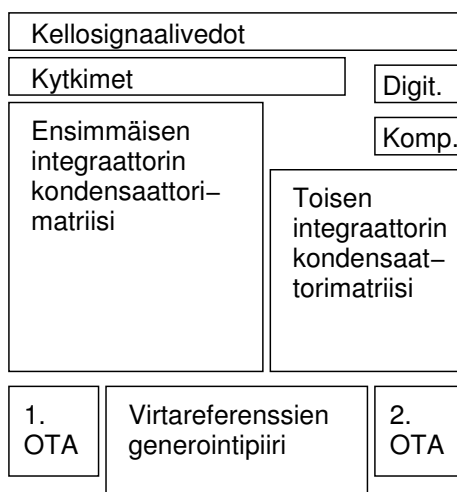 Kellosignaalivedot
Kytkimet
Digit.
Komp.
Ensimmäisen
integraattorin
kondensaattori−
matriisi
Toisen
integraattorin
kondensaat−
torimatriisi
1.
OTA
Virtareferenssien
generointipiiri
2.
OTA